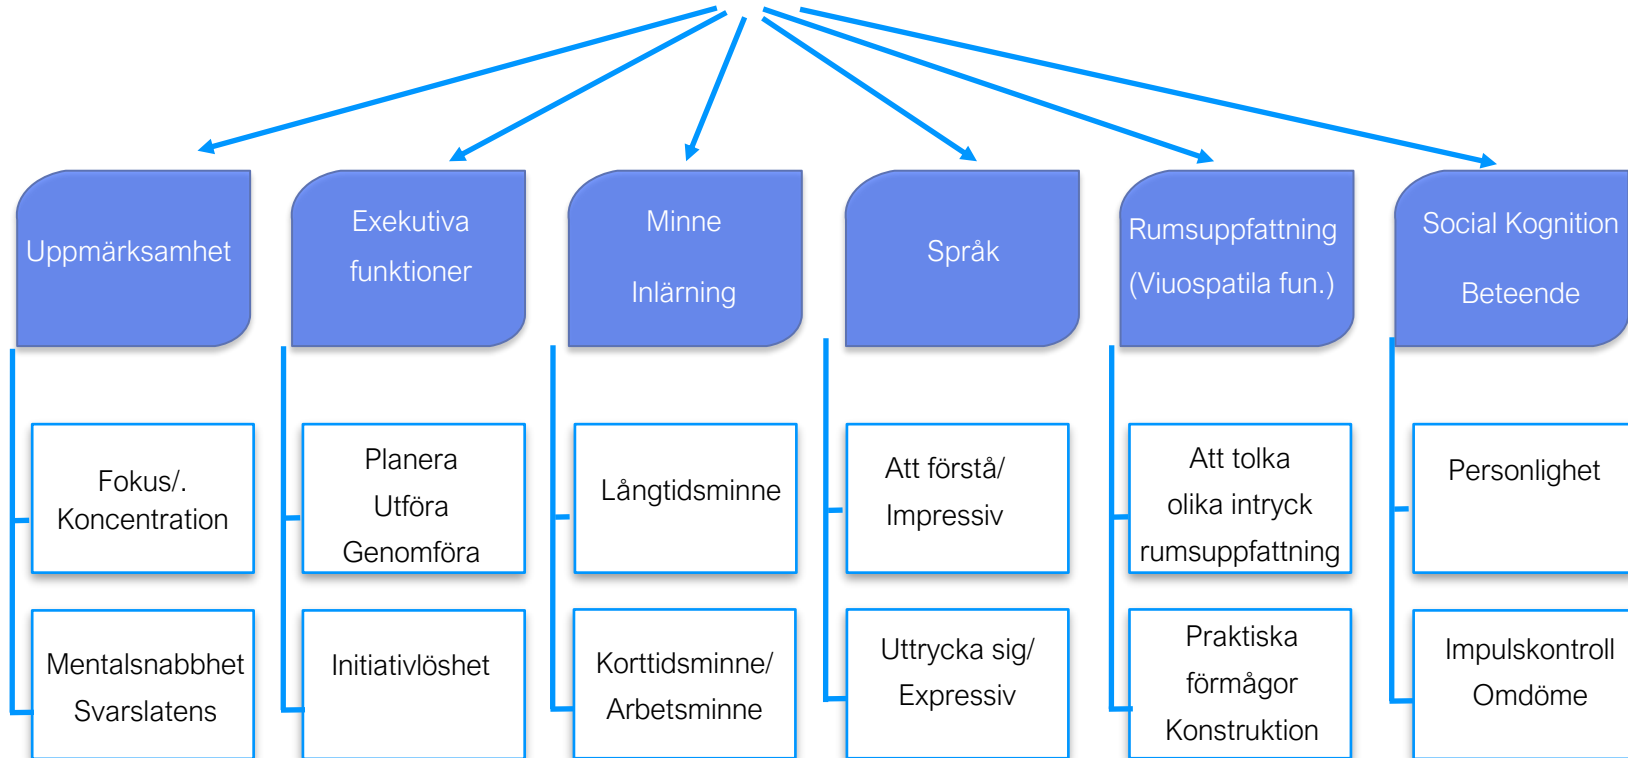 Uppmärksamhet
Exekutiva
funktioner
Minne
Inlärning
Språk
Rumsuppfattning
(Viuospatila fun.)
Social Kognition
Beteende
Fokus/.
Koncentration
Planera
Utföra
Genomföra
Långtidsminne
Att förstå/
Impressiv
Att tolka
olika intryck
rumsuppfattning
Personlighet
Mentalsnabbhet
Svarslatens
Initiativlöshet
Korttidsminne/
Arbetsminne
Uttrycka sig/
Expressiv
Praktiska
förmågor
Konstruktion
Impulskontroll
Omdöme